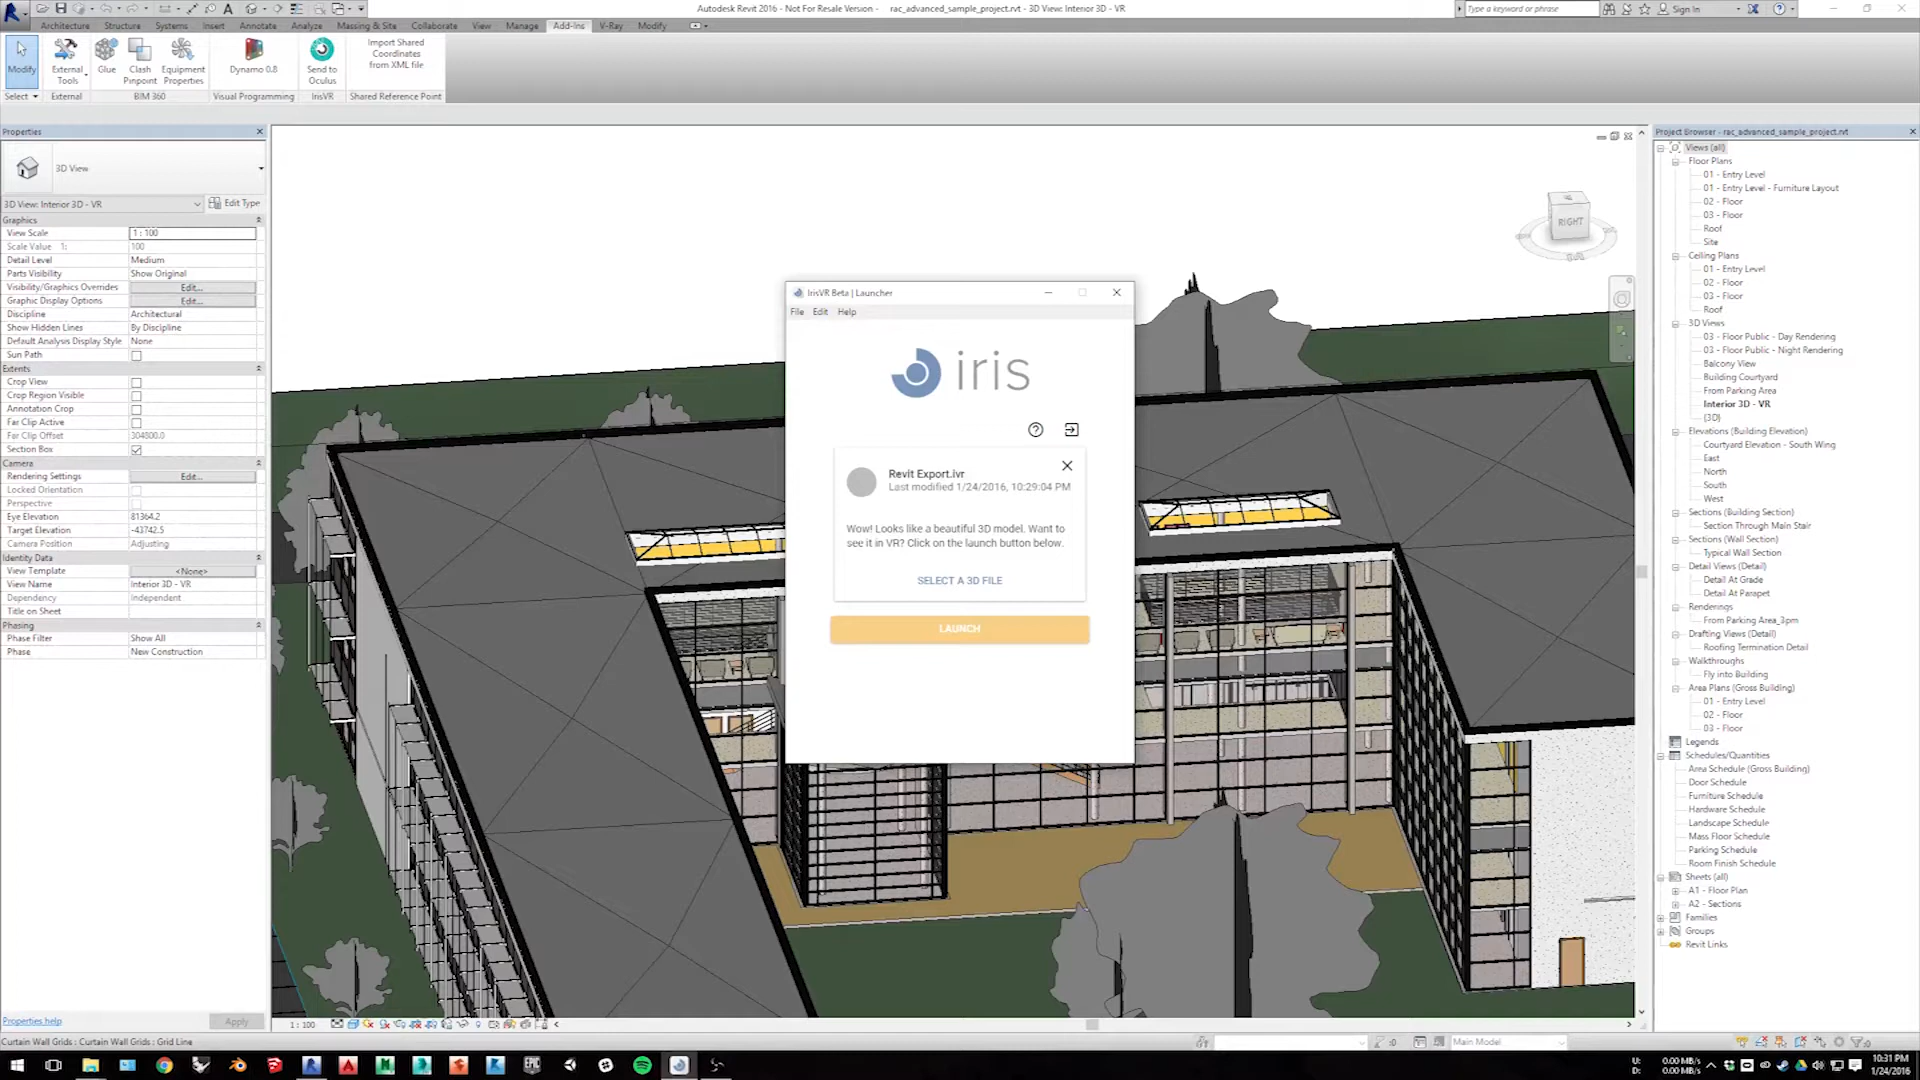 Autodesk Revit 2016 - Not For Resale Version - rac_advanced_sample_project.rvt - 3D View: Interior 3D - VR
Type a keyword or phrase
Sign In
Architecture Structure Systems Insert Annotate Analyze Massing & Site Collaborate View Manage Add-Ins V-Ray Modify
Modify
External Tools
Glue
Clash Pinpoint
Equipment Properties
Dynamo 0.8
Send to Oculus
Import Shared Coordinates from XML file
Select
External
BIM 360
Visual Programming
IrisVR
Shared Reference Point
Properties
3D View
3D View: Interior 3D - VR
Edit Type
Graphics
View Scale 1 : 100
Scale Value 1: 100
Detail Level Medium
Parts Visibility Show Original
Visibility/Graphics Overrides Edit...
Graphic Display Options Edit...
Discipline Architectural
Show Hidden Lines By Discipline
Default Analysis Display Style None
Sun Path
Extents
Crop View
Crop Region Visible
Annotation Crop
Far Clip Active
Far Clip Offset 304800.0
Section Box
Camera
Rendering Settings Edit...
Locked Orientation
Perspective
Eye Elevation 81364.2
Target Elevation -43742.5
Camera Position Adjusting
Identity Data
View Template <None>
View Name Interior 3D - VR
Dependency Independent
Title on Sheet
Phasing
Phase Filter Show All
Phase New Construction
Properties help
Apply
RIGHT
IrisVR Beta | Launcher
File Edit Help
iris
Revit Export.ivr
Last modified 1/24/2016, 10:29:04 PM
Wow! Looks like a beautiful 3D model. Want to
see it in VR? Click on the launch button below.
SELECT A 3D FILE
LAUNCH
Project Browser - rac_advanced_sample_project.rvt
Views (all)
Floor Plans
01 - Entry Level
01 - Entry Level - Furniture Layout
02 - Floor
03 - Floor
Roof
Site
Ceiling Plans
01 - Entry Level
02 - Floor
03 - Floor
Roof
3D Views
03 - Floor Public - Day Rendering
03 - Floor Public - Night Rendering
Balcony View
Building Courtyard
From Parking Area
Interior 3D - VR
{3D}
Elevations (Building Elevation)
Courtyard Elevation - South Wing
East
North
South
West
Sections (Building Section)
Section Through Main Stair
Sections (Wall Section)
Typical Wall Section
Detail Views (Detail)
Detail At Grade
Detail At Parapet
Renderings
From Parking Area_3pm
Drafting Views (Detail)
Roofing Termination Detail
Walkthroughs
Fly into Building
Area Plans (Gross Building)
01 - Entry Level
02 - Floor
03 - Floor
Legends
Schedules/Quantities
Area Schedule (Gross Building)
Door Schedule
Furniture Schedule
Hardware Schedule
Landscape Schedule
Mass Floor Schedule
Parking Schedule
Room Finish Schedule
Sheets (all)
A1 - Floor Plan
A2 - Sections
Families
Groups
Revit Links
1 : 100
Curtain Wall Grids : Curtain Wall Grids : Grid Line
:0
Main Model
:0
EPIC
U: 0.00 MB/s
D: 0.00 MB/s
10:31 PM
1/24/2016